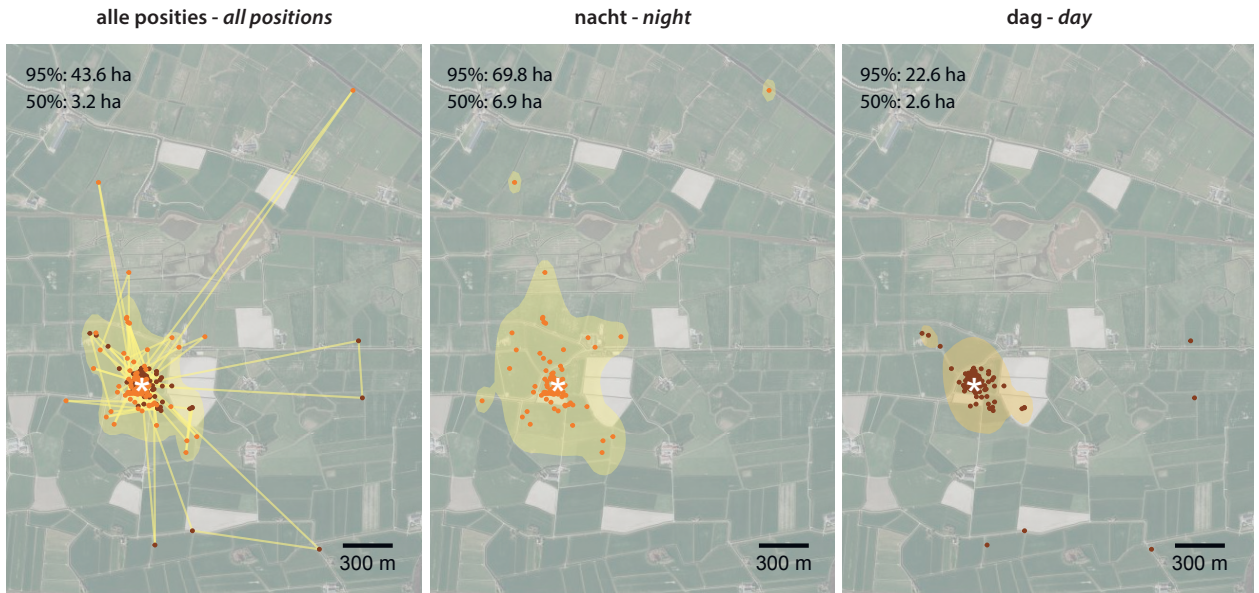 alle posities - all positions
95%: 43.6 ha
50%: 3.2 ha
300 m
nacht - night
95%: 69.8 ha
50%: 6.9 ha
300 m
dag - day
95%: 22.6 ha
50%: 2.6 ha
300 m